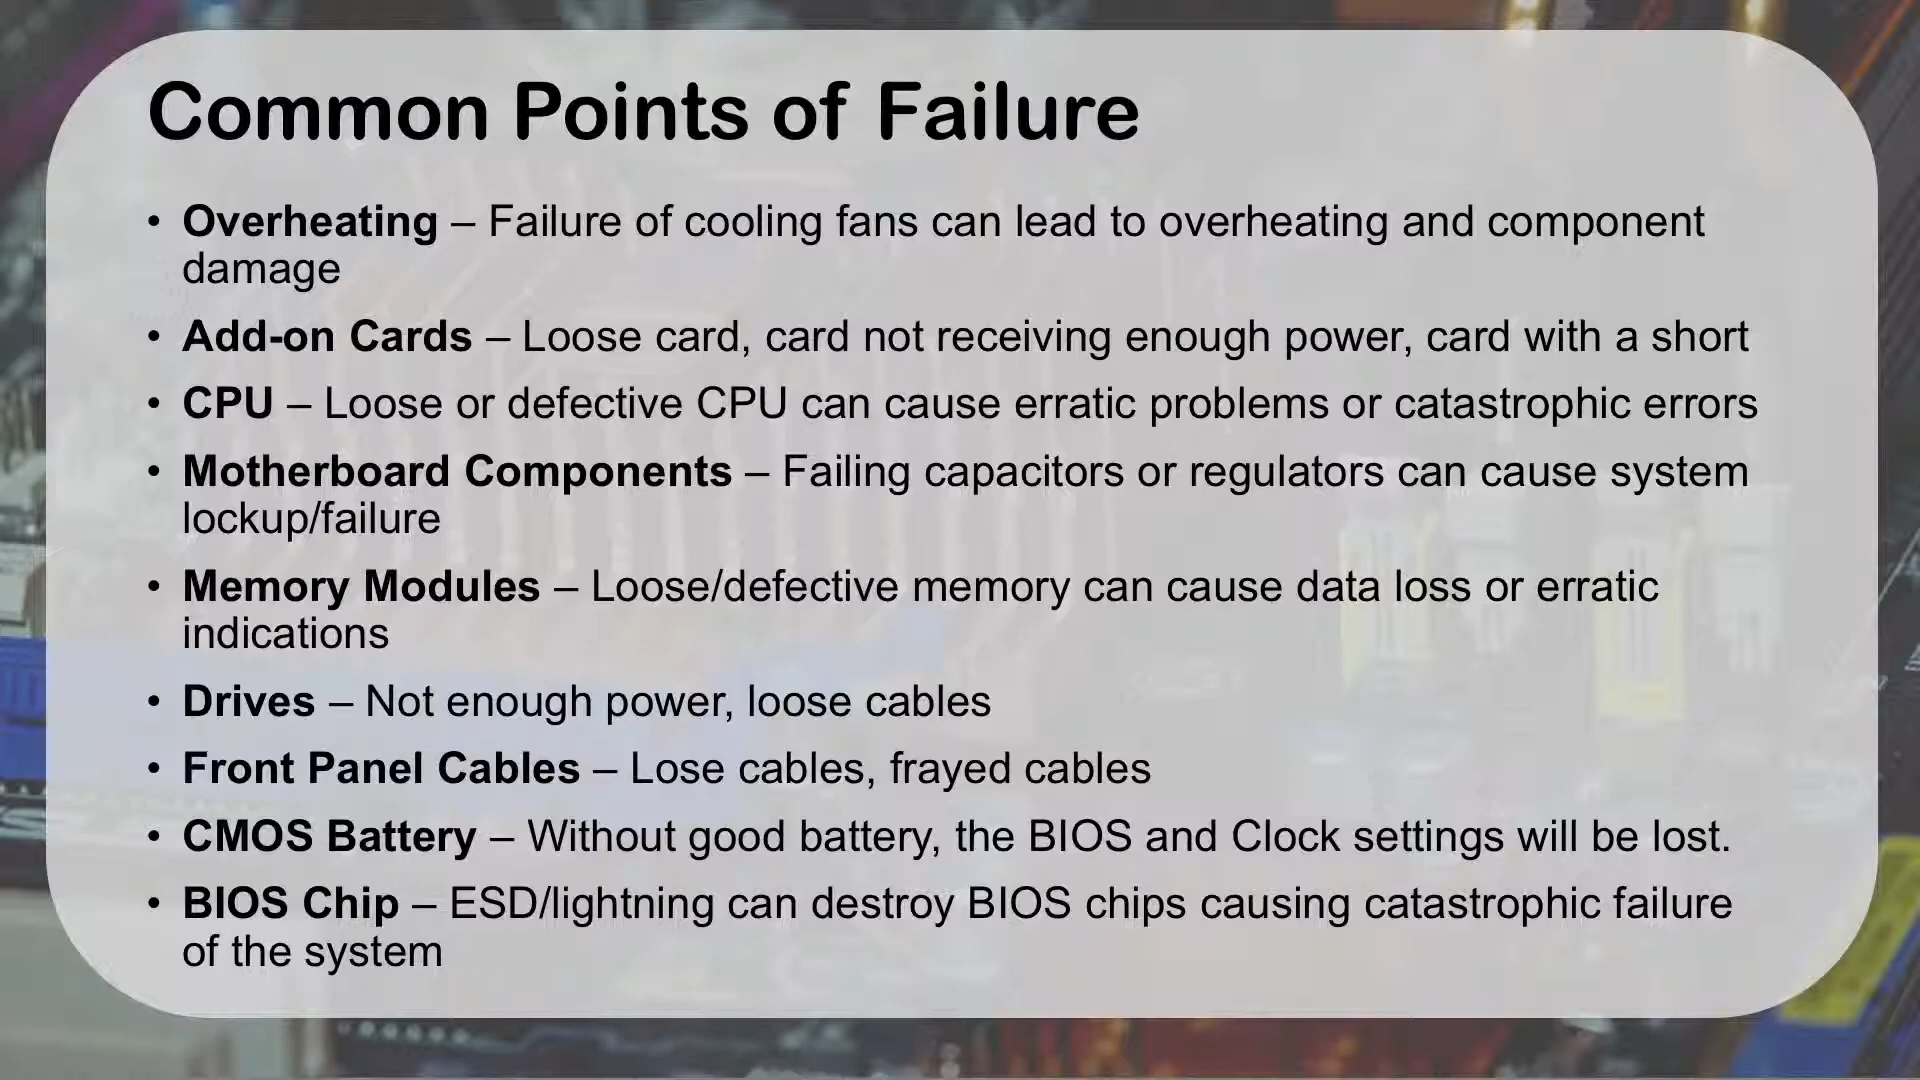 Common Points of Failure
• Overheating – Failure of cooling fans can lead to overheating and component
damage
• Add-on Cards – Loose card, card not receiving enough power, card with a short
• CPU – Loose or defective CPU can cause erratic problems or catastrophic errors
• Motherboard Components – Failing capacitors or regulators can cause system
lockup/failure
• Memory Modules – Loose/defective memory can cause data loss or erratic
indications
• Drives – Not enough power, loose cables
• Front Panel Cables – Lose cables, frayed cables
• CMOS Battery – Without good battery, the BIOS and Clock settings will be lost.
• BIOS Chip – ESD/lightning can destroy BIOS chips causing catastrophic failure
of the system